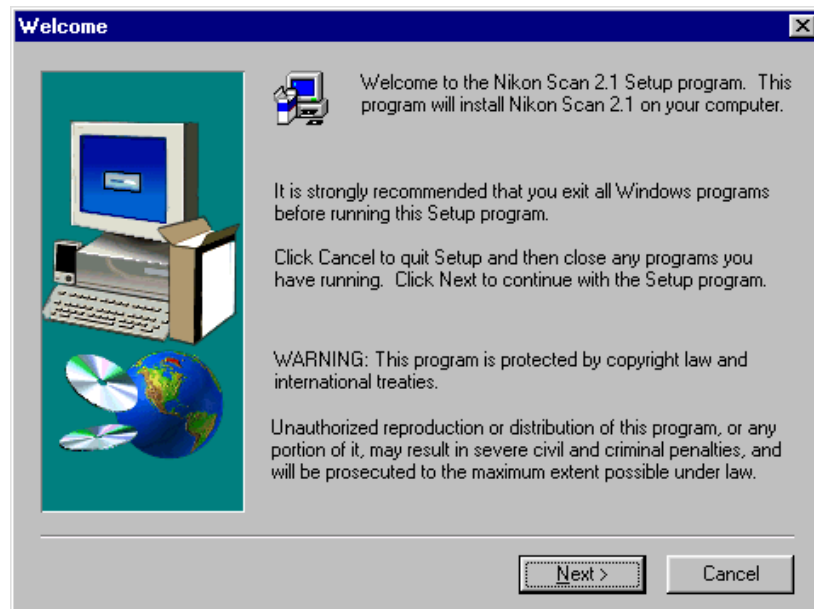 Welcome
Welcome to the Nikon Scan 2.1 Setup program.  This
program will install Nikon Scan 2.1 on your computer.
It is strongly recommended that you exit all Windows programs
before running this Setup program.
Click Cancel to quit Setup and then close any programs you
have running.  Click Next to continue with the Setup program.
WARNING: This program is protected by copyright law and
international treaties.
Unauthorized reproduction or distribution of this program, or any
portion of it, may result in severe civil and criminal penalties, and
will be prosecuted to the maximum extent possible under law.
Next >
Cancel